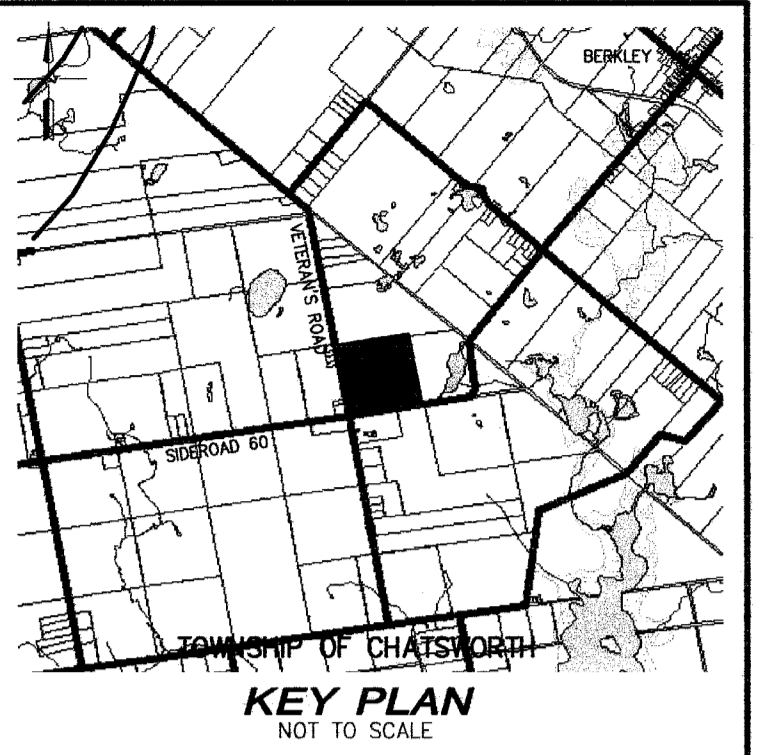 BERKLEY
VETERAN'S ROAD
SIDEROAD 60
TOWNSHIP OF CHATSWORTH
KEY PLAN
NOT TO SCALE